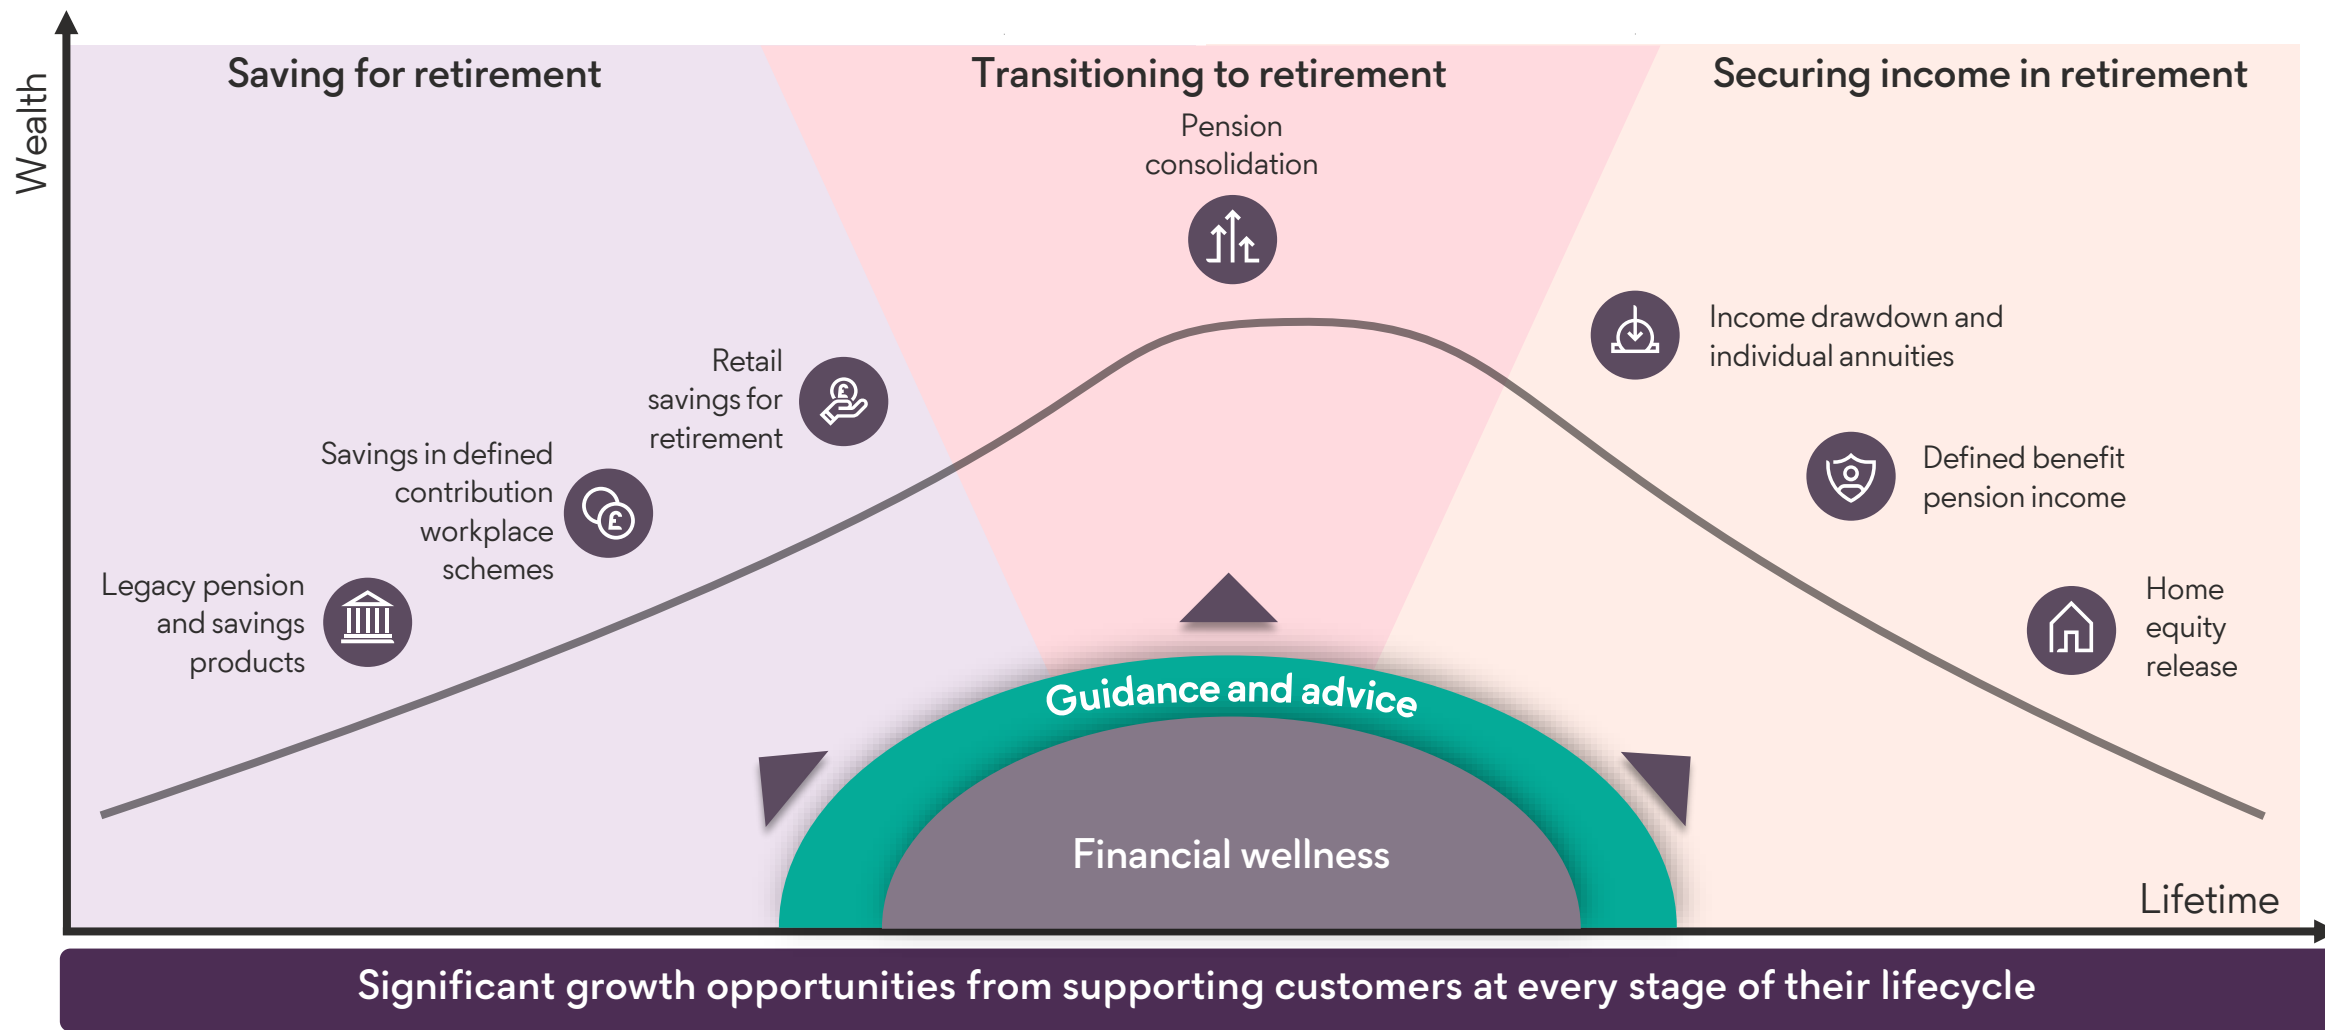 Wealth
Saving for retirement
Transitioning to retirement
Securing income in retirement
Pension
consolidation
Retail
savings for
retirement
Savings in defined
contribution
workplace
schemes
Legacy pension
and savings
products
Income drawdown and
individual annuities
Defined benefit
pension income
Home
equity
release
£
£
Guidance and advice
Financial wellness
Lifetime
Significant growth opportunities from supporting customers at every stage of their lifecycle